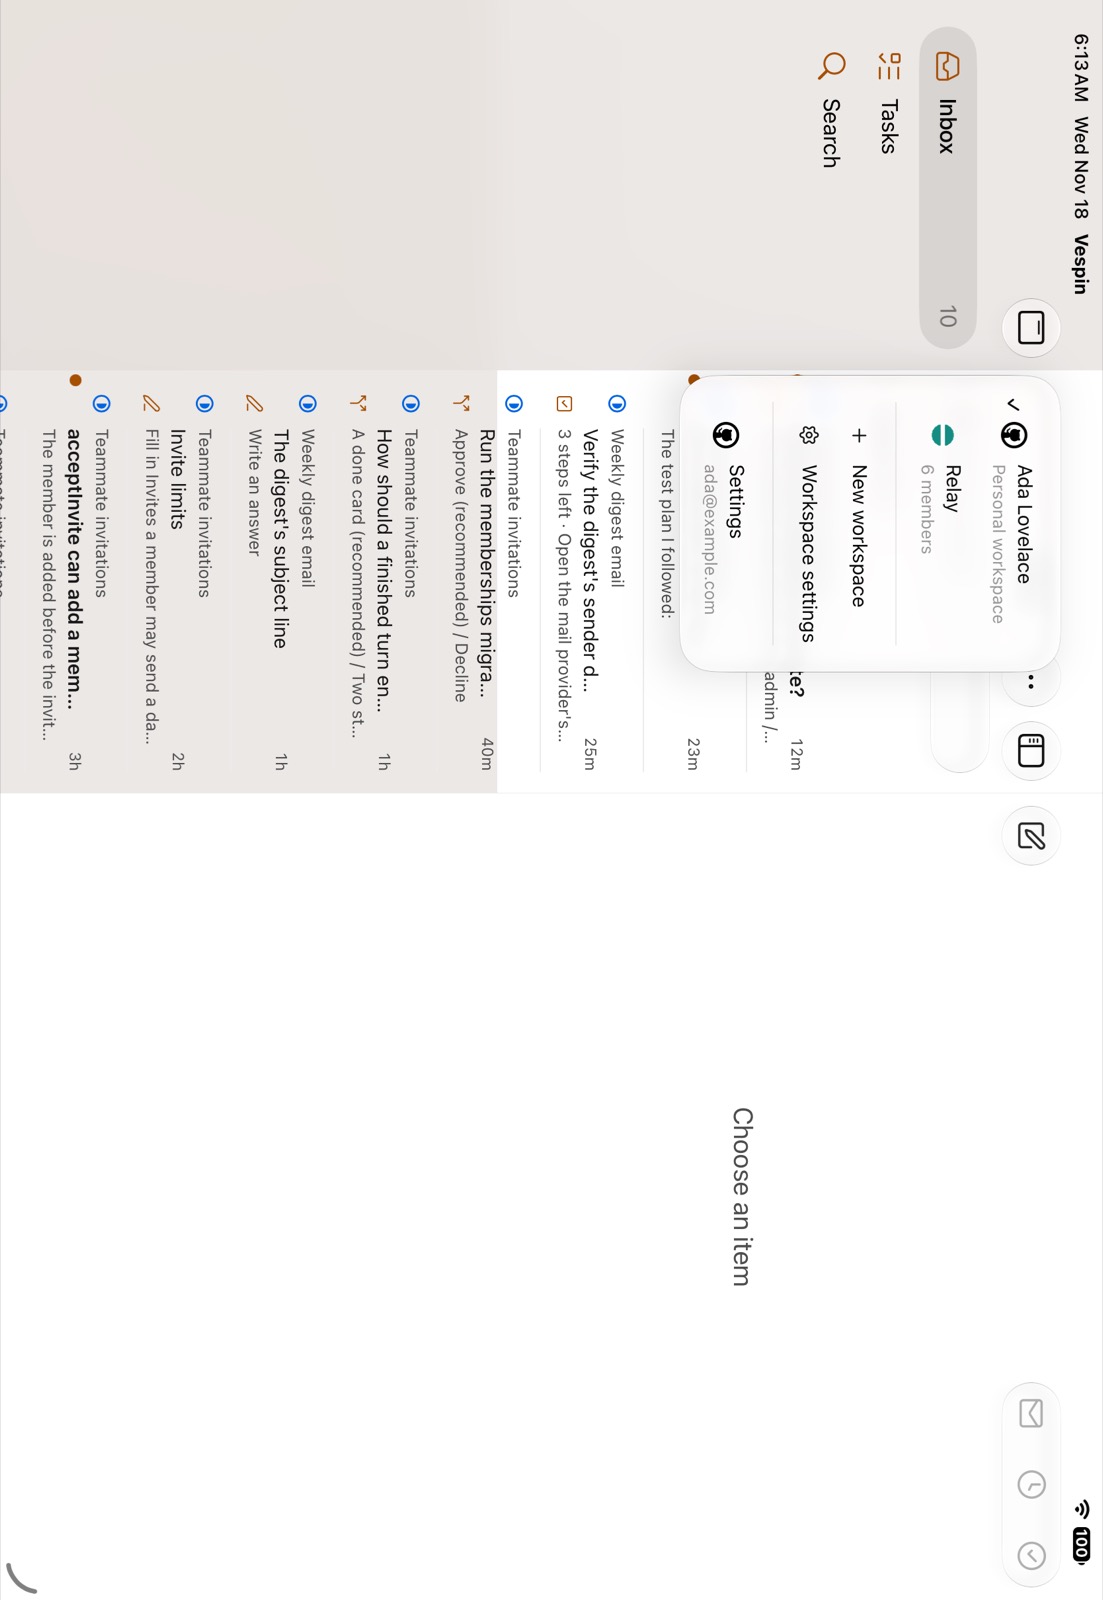 6:13 AM Wed Nov 18 Vespin
100
Inbox 10
Tasks
Search
Ada Lovelace
Personal workspace
Relay
6 members
New workspace
Workspace settings
Settings
ada@example.com
te? 12m
admin /...
23m
The test plan I followed:
Weekly digest email
Verify the digest's sender d... 25m
3 steps left · Open the mail provider's...
Teammate invitations
Run the memberships migra... 40m
Approve (recommended) / Decline
Teammate invitations
How should a finished turn en... 1h
A done card (recommended) / Two st...
Weekly digest email
The digest's subject line 1h
Write an answer
Teammate invitations
Invite limits 2h
Fill in Invites a member may send a da...
Teammate invitations
acceptInvite can add a mem... 3h
The member is added before the invit...
Teammate invitations
Choose an item